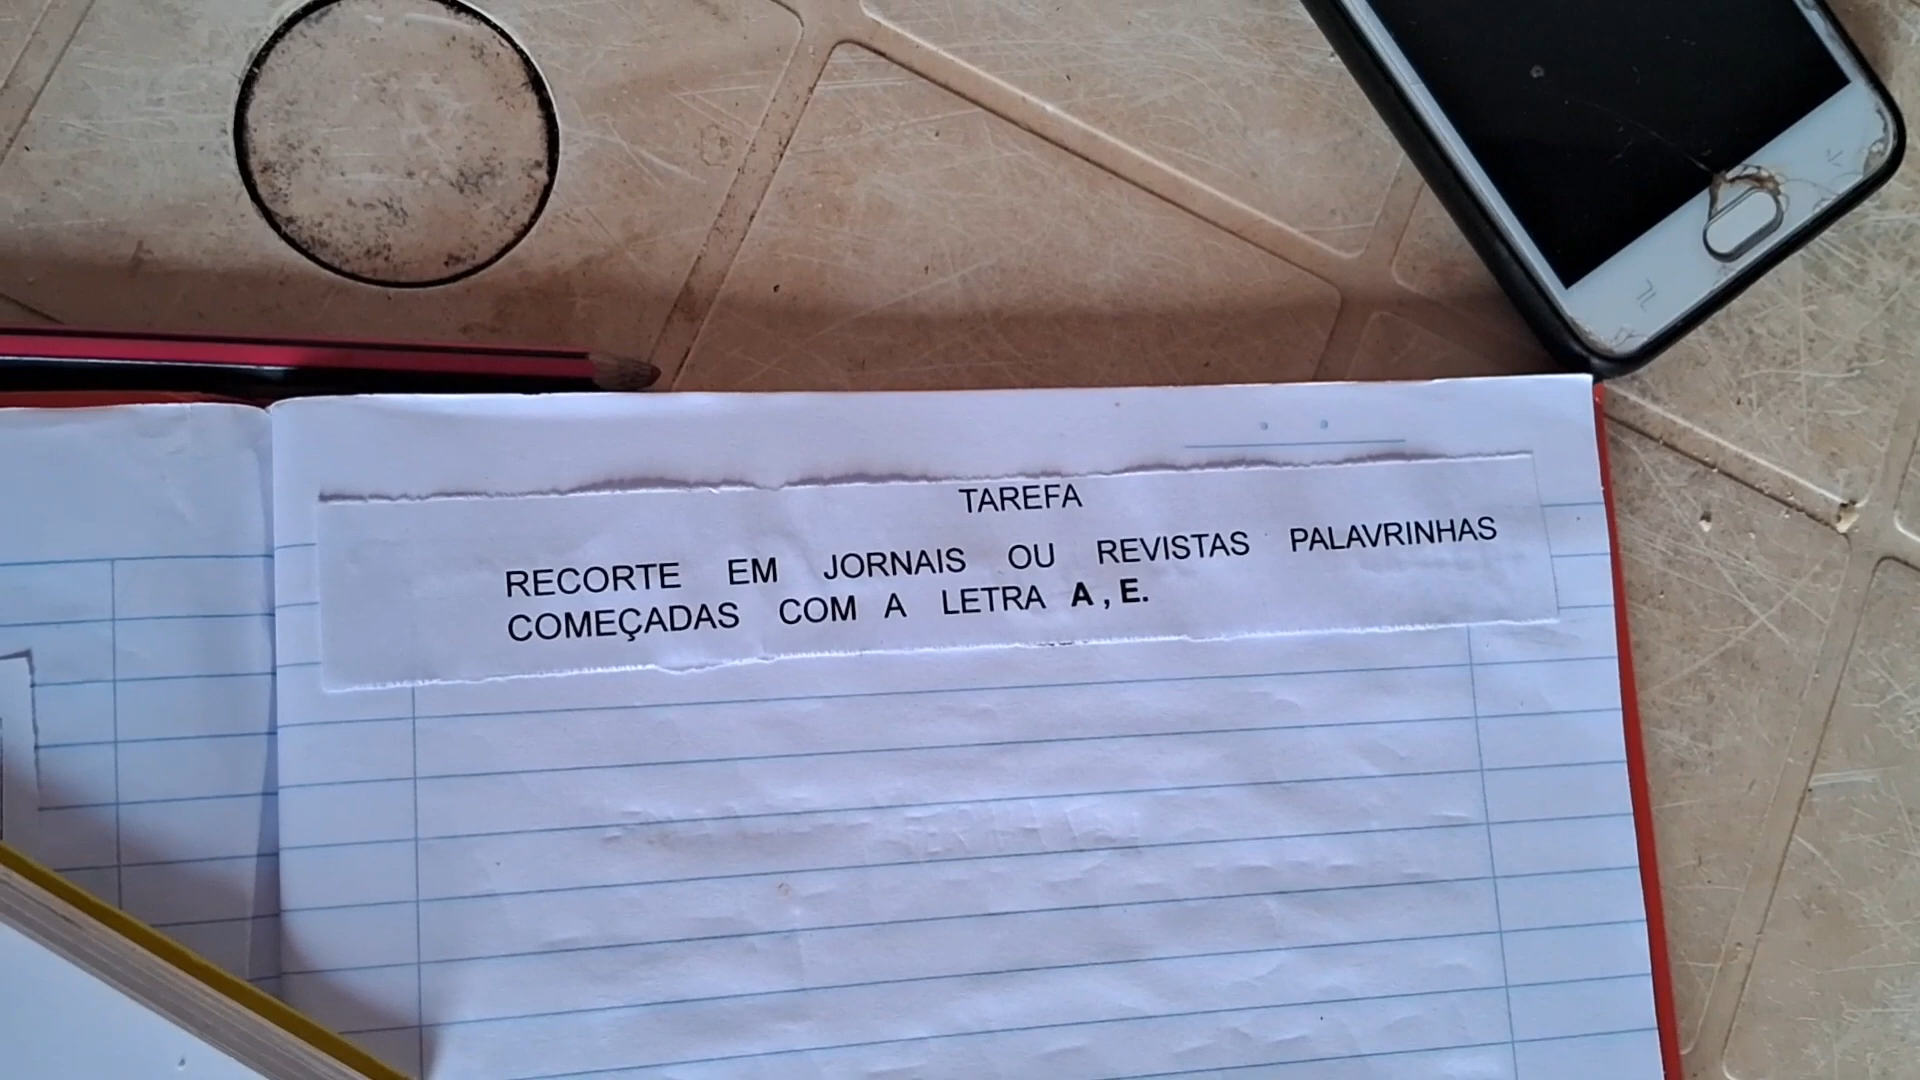 TAREFA
RECORTE EM JORNAIS OU REVISTAS PALAVRINHAS
COMEÇADAS COM A LETRA A , E.